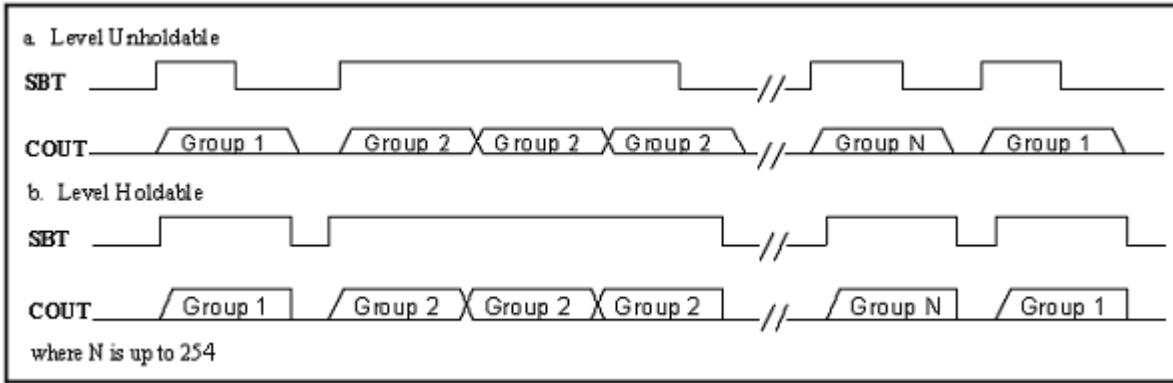 a. Level Unholdable
SBT
//
COUT Group 1 Group 2 Group 2 Group 2 // Group N Group 1
b. Level Holdable
SBT
//
COUT Group 1 Group 2 Group 2 Group 2 // Group N Group 1
where N is up to 254